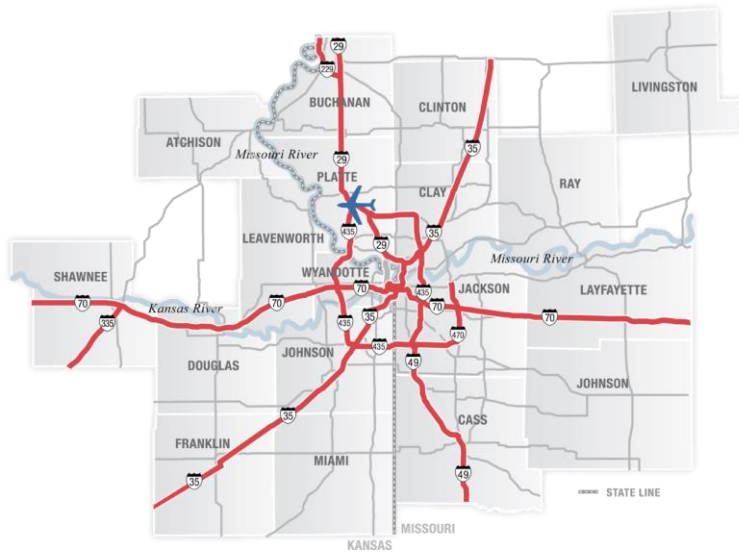 29
229
BUCHANAN
CLINTON
LIVINGSTON
ATCHISON
35
Missouri River
29
PLATTE
CLAY
RAY
435
35
LEAVENWORTH
29
WYANDOTTE
Missouri River
SHAWNEE
70
JACKSON
LAYFAYETTE
435
70
70
Kansas River
70
70
335
435
35
470
435
JOHNSON
49
DOUGLAS
JOHNSON
35
CASS
FRANKLIN
MIAMI
49
35
STATE LINE
MISSOURI
KANSAS